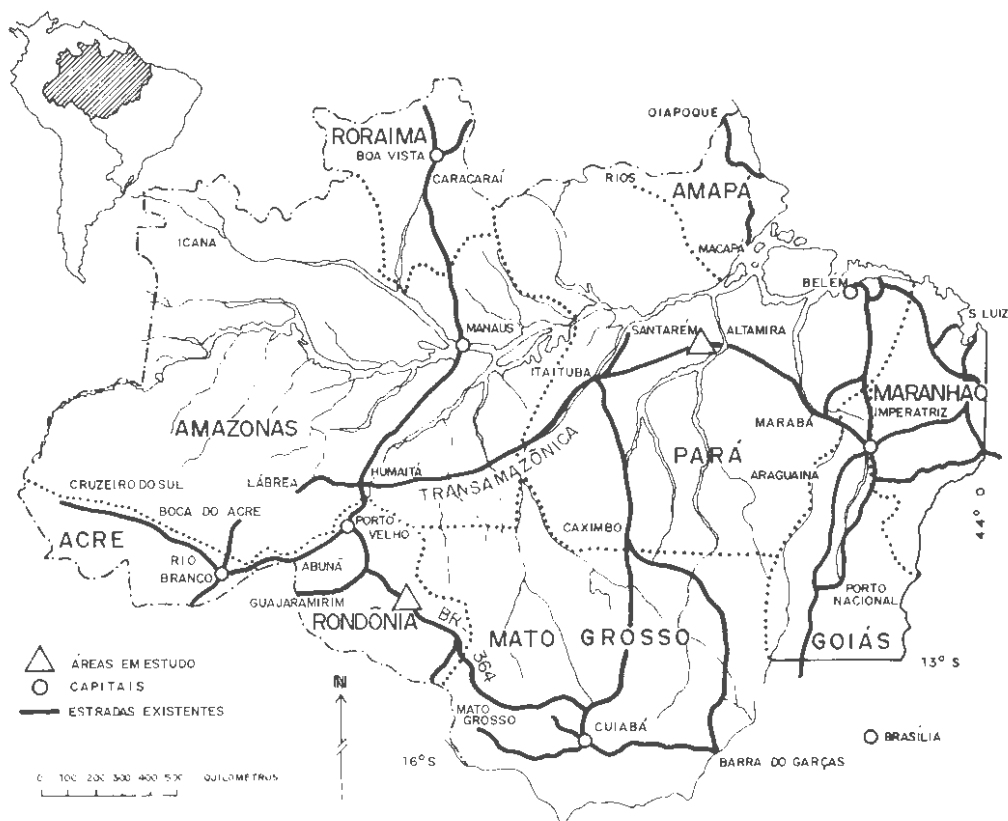 OIAPOQUE
RORAIMA
BOA VISTA
CARACARAÍ
RIOS
AMAPA
ICANA
MACAPÁ
BELÉM
MANAUS
SANTARÉM
ALTAMIRA
S. LUIZ
ITAITUBA
MARANHÃO
IMPERATRIZ
AMAZONAS
MARABÁ
PARÁ
HUMAITÁ
TRANSAMAZÔNICA
ARAGUAINA
LÁBREA
CRUZEIRO DO SUL
BOCA DO ACRE
44° O
ACRE
PORTO
VELHO
CAXIMBO
RIO
BRANCO
ABUNÃ
PORTO
NACIONAL
GUAJARAMIRIM
RONDÔNIA
BR-364
MATO GROSSO
GOIÁS
13° S
ÁREAS EM ESTUDO
CAPITAIS
ESTRADAS EXISTENTES
N
MATO
GROSSO
CUIABÁ
BRASÍLIA
16° S
BARRA DO GARÇAS
0 100 200 300 400 500 QUILOMETROS